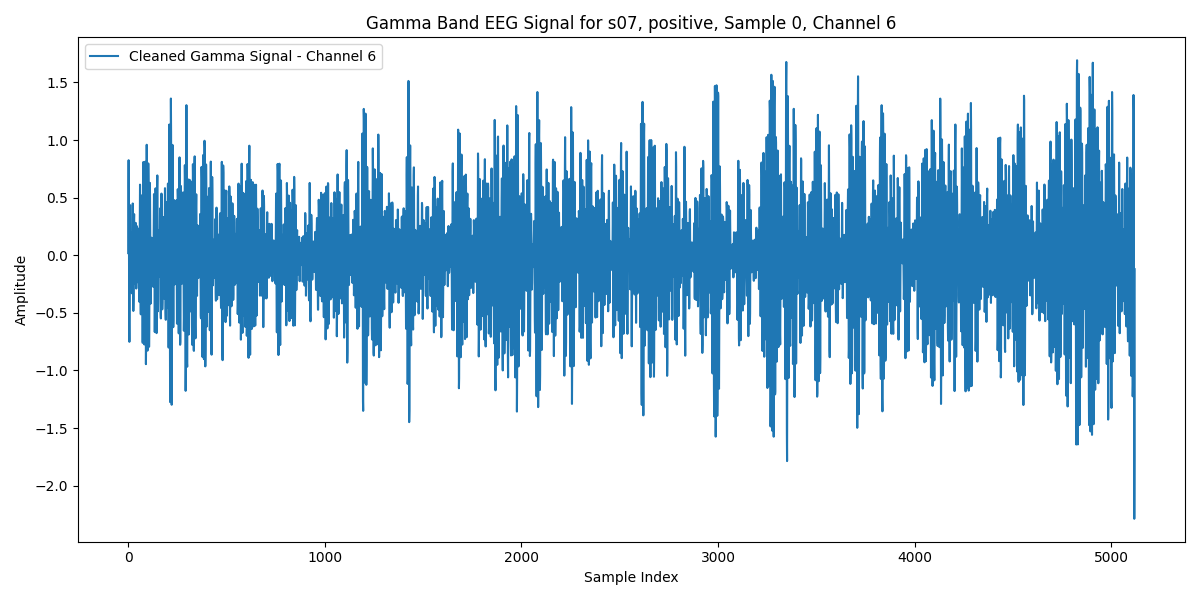 Gamma Band EEG Signal for s07, positive, Sample 0, Channel 6
Cleaned Gamma Signal - Channel 6
Amplitude
1.5
1.0
0.5
0.0
−0.5
−1.0
−1.5
−2.0
0 1000 2000 3000 4000 5000
Sample Index